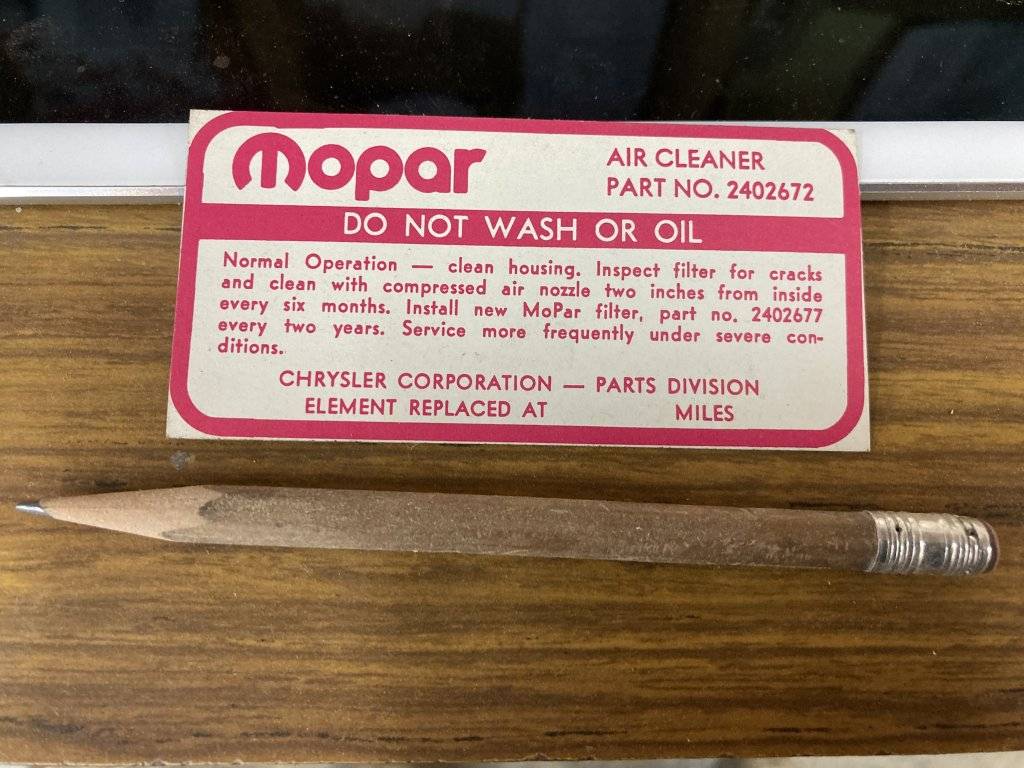 mopar
AIR CLEANER
PART NO. 2402672
DO NOT WASH OR OIL
Normal Operation — clean housing. Inspect filter for cracks
and clean with compressed air nozzle two inches from inside
every six months. Install new MoPar filter, part no. 2402677
every two years. Service more frequently under severe con-
ditions.
CHRYSLER CORPORATION — PARTS DIVISION
ELEMENT REPLACED AT MILES